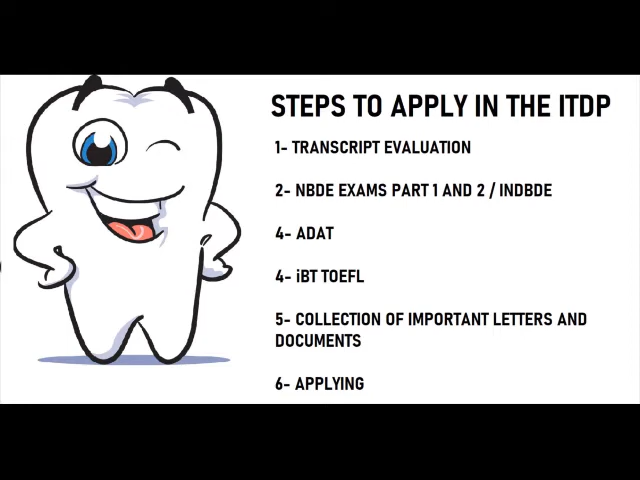 STEPS TO APPLY IN THE ITDP
1- TRANSCRIPT EVALUATION
2- NBDE EXAMS PART 1 AND 2 / INDBDE
4- ADAT
4- iBT TOEFL
5- COLLECTION OF IMPORTANT LETTERS AND
DOCUMENTS
6- APPLYING